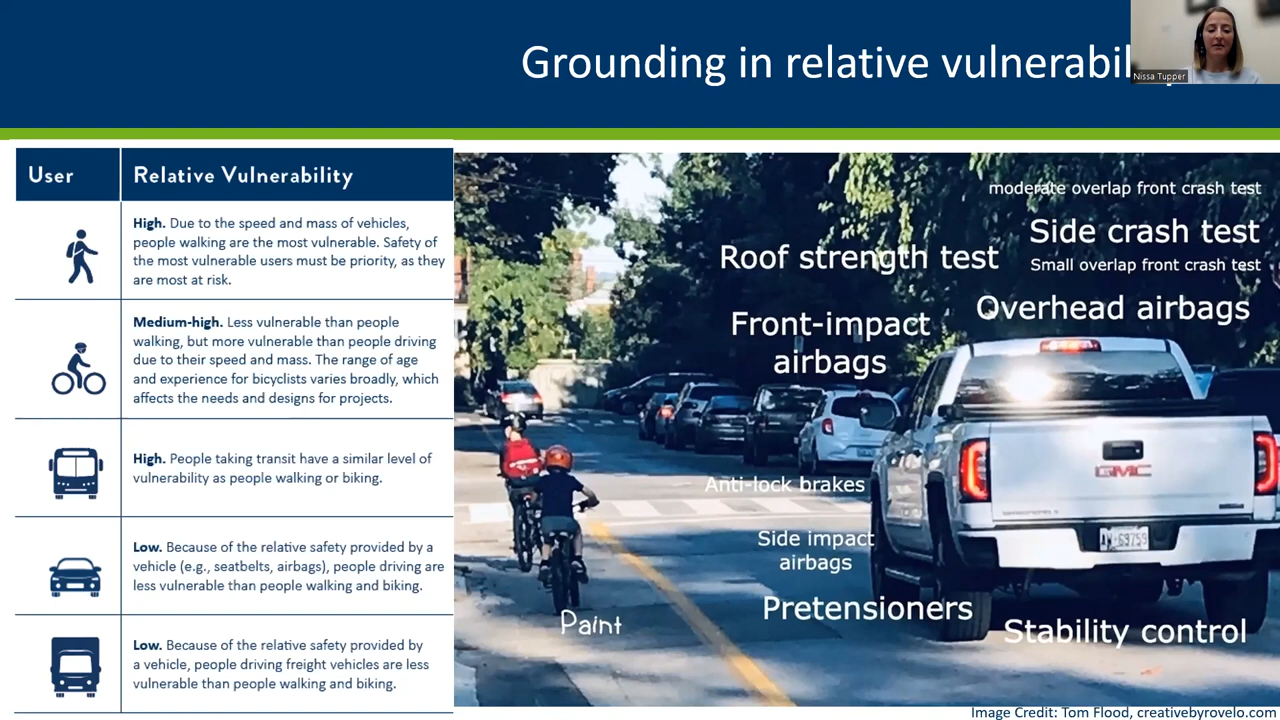 Grounding in relative vulnerabil
Nissa Tupper
User
Relative Vulnerability
High. Due to the speed and mass of vehicles,
people walking are the most vulnerable. Safety of
the most vulnerable users must be priority, as they
are most at risk.
Medium-high. Less vulnerable than people
walking, but more vulnerable than people driving
due to their speed and mass. The range of age
and experience for bicyclists varies broadly, which
affects the needs and designs for projects.
High. People taking transit have a similar level of
vulnerability as people walking or biking.
Low. Because of the relative safety provided by a
vehicle (e.g., seatbelts, airbags), people driving are
less vulnerable than people walking and biking.
Low. Because of the relative safety provided by
a vehicle, people driving freight vehicles are less
vulnerable than people walking and biking.
moderate overlap front crash test
Side crash test
Roof strength test
Small overlap front crash test
Overhead airbags
Front-impact
airbags
GMC
Anti-lock brakes
Side impact
airbags
Pretensioners
Paint
Stability control
Image Credit: Tom Flood, creativebyrovelo.com